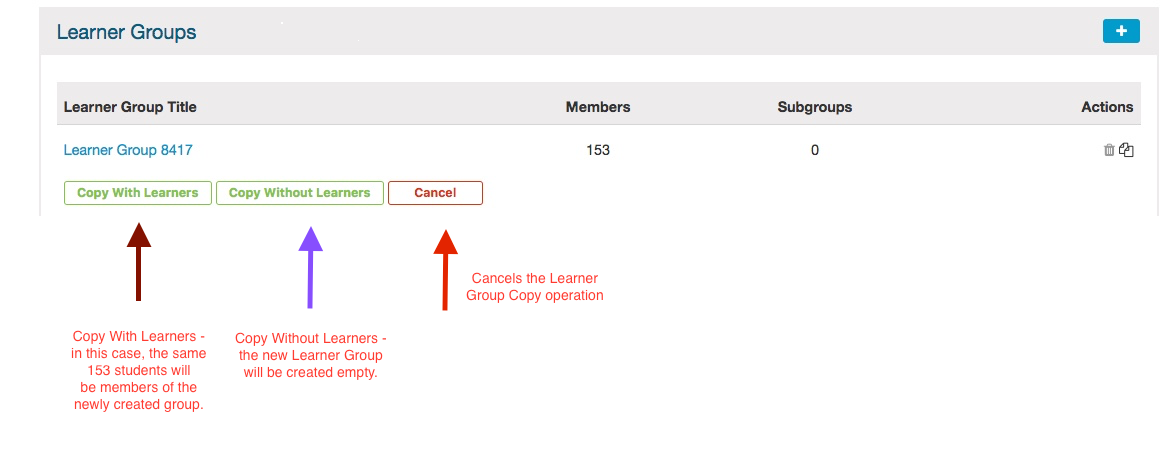 Learner Groups
+
Learner Group Title Members Subgroups Actions
Learner Group 8417 153 0
Copy With Learners Copy Without Learners Cancel
Cancels the Learner
Group Copy operation
Copy With Learners -
in this case, the same
153 students will
be members of the
newly created group.
Copy Without Learners -
the new Learner Group
will be created empty.